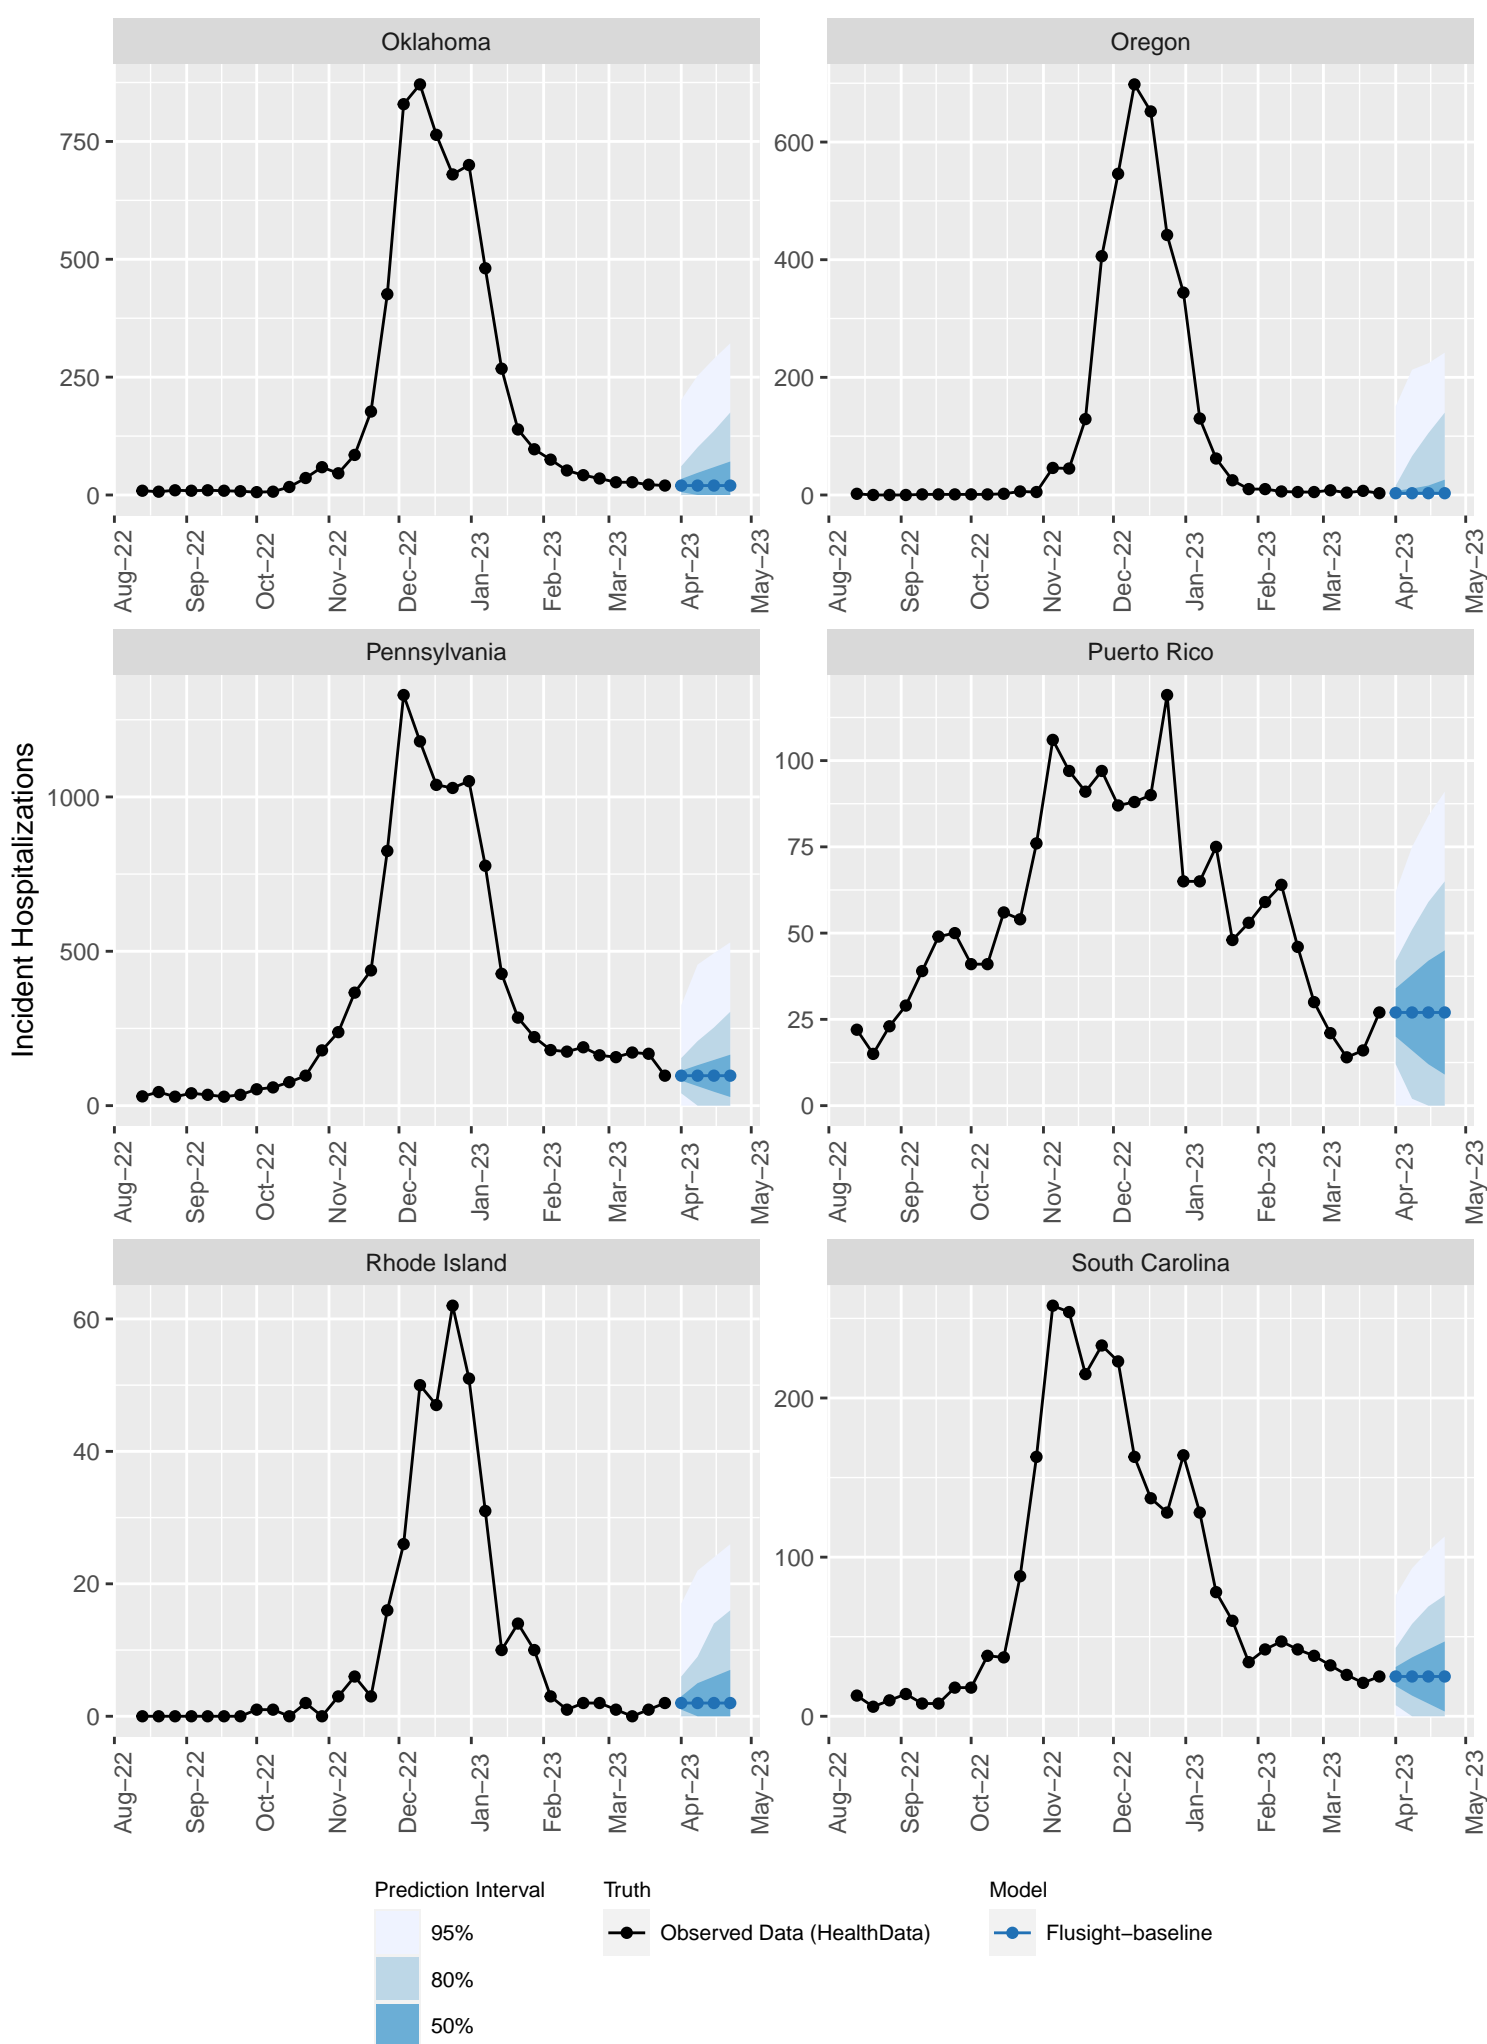 Oklahoma
Oregon
750
500
250
0
600
400
200
0
Aug−22
Sep−22
Oct−22
Nov−22
Dec−22
Jan−23
Feb−23
Mar−23
Apr−23
May−23
Aug−22
Sep−22
Oct−22
Nov−22
Dec−22
Jan−23
Feb−23
Mar−23
Apr−23
May−23
Incident Hospitalizations
Pennsylvania
Puerto Rico
1000
500
0
100
75
50
25
0
Aug−22
Sep−22
Oct−22
Nov−22
Dec−22
Jan−23
Feb−23
Mar−23
Apr−23
May−23
Aug−22
Sep−22
Oct−22
Nov−22
Dec−22
Jan−23
Feb−23
Mar−23
Apr−23
May−23
Rhode Island
South Carolina
60
40
20
0
200
100
0
Aug−22
Sep−22
Oct−22
Nov−22
Dec−22
Jan−23
Feb−23
Mar−23
Apr−23
May−23
Aug−22
Sep−22
Oct−22
Nov−22
Dec−22
Jan−23
Feb−23
Mar−23
Apr−23
May−23
Prediction Interval
95%
80%
50%
Truth
Observed Data (HealthData)
Model
Flusight−baseline